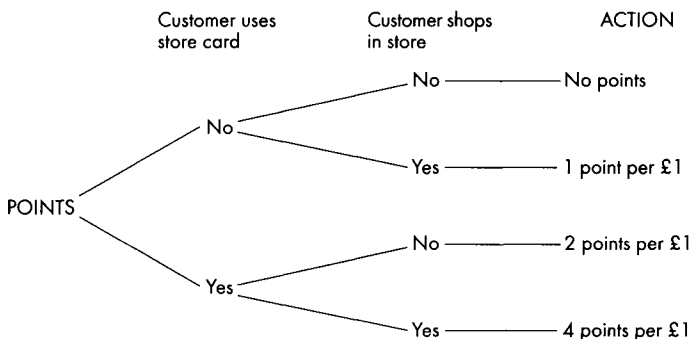 Customer uses
store card
Customer shops
in store
ACTION
No
No points
No
Yes
1 point per £1
POINTS
No
2 points per £1
Yes
Yes
4 points per £1